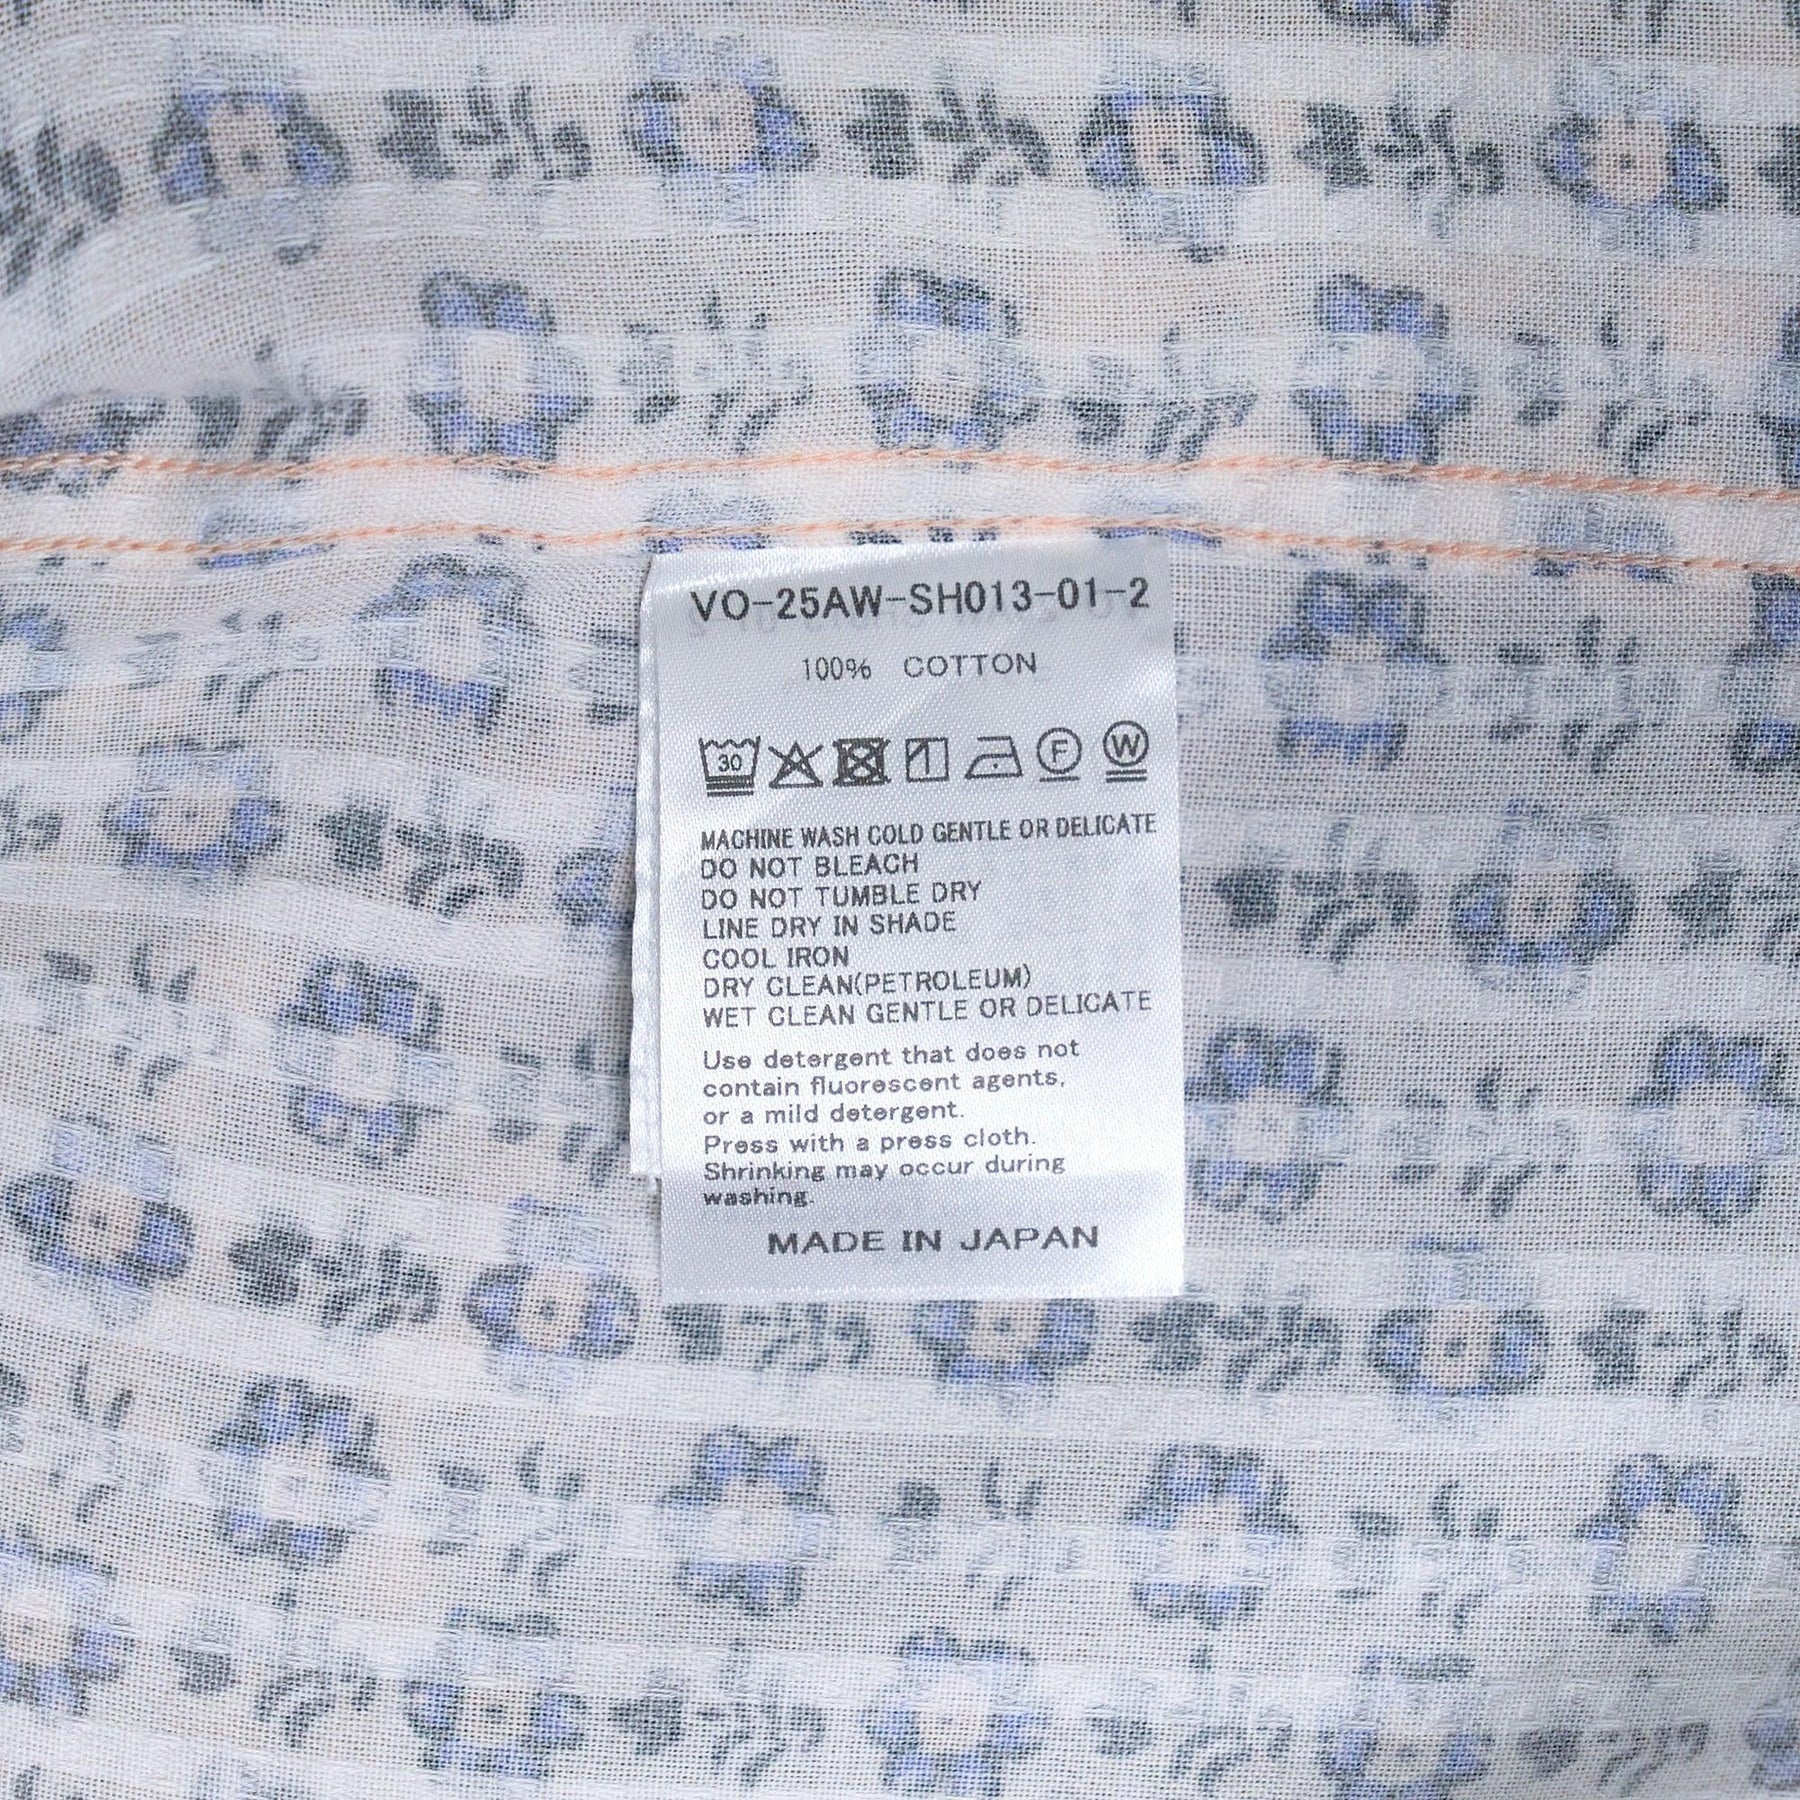 VO-25AW-SH013-01-2
100% COTTON
30 F W
MACHINE WASH COLD GENTLE OR DELICATE
DO NOT BLEACH
DO NOT TUMBLE DRY
LINE DRY IN SHADE
COOL IRON
DRY CLEAN(PETROLEUM)
WET CLEAN GENTLE OR DELICATE
Use detergent that does not
contain fluorescent agents,
or a mild detergent.
Press with a press cloth.
Shrinking may occur during
washing.
MADE IN JAPAN